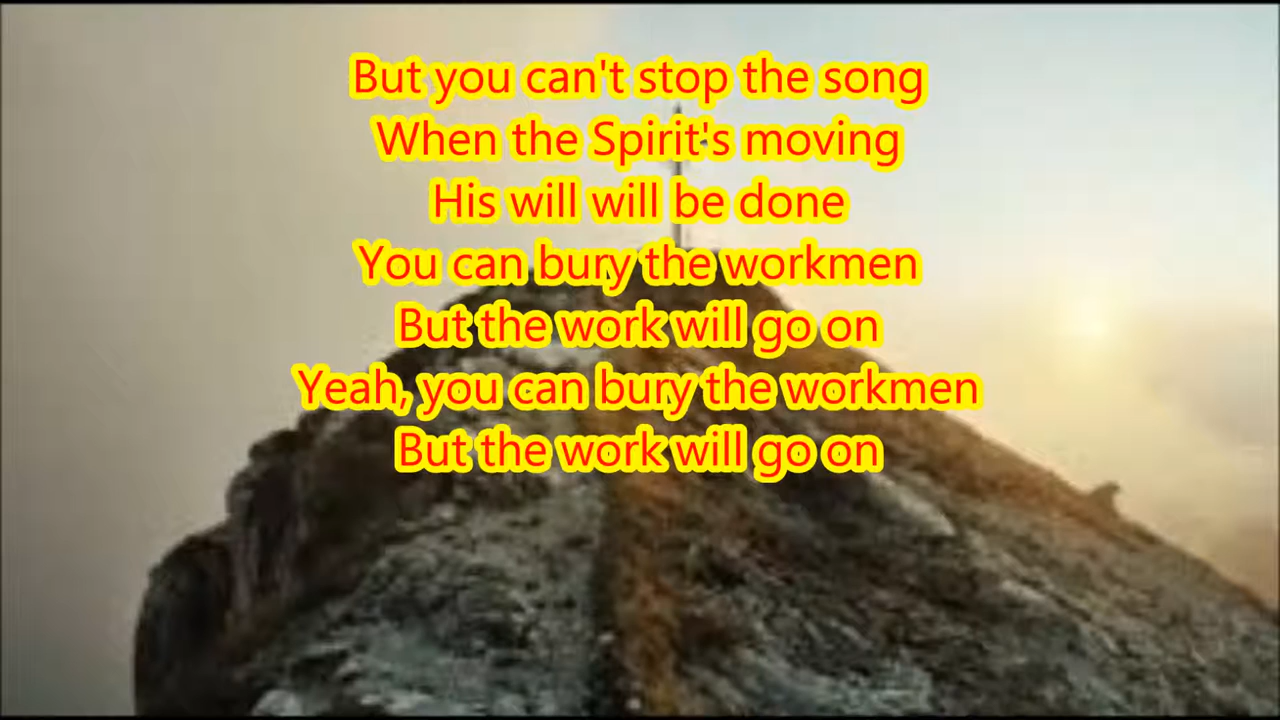 But you can't stop the song
When the Spirit's moving
His will will be done
You can bury the workmen
But the work will go on
Yeah, you can bury the workmen
But the work will go on